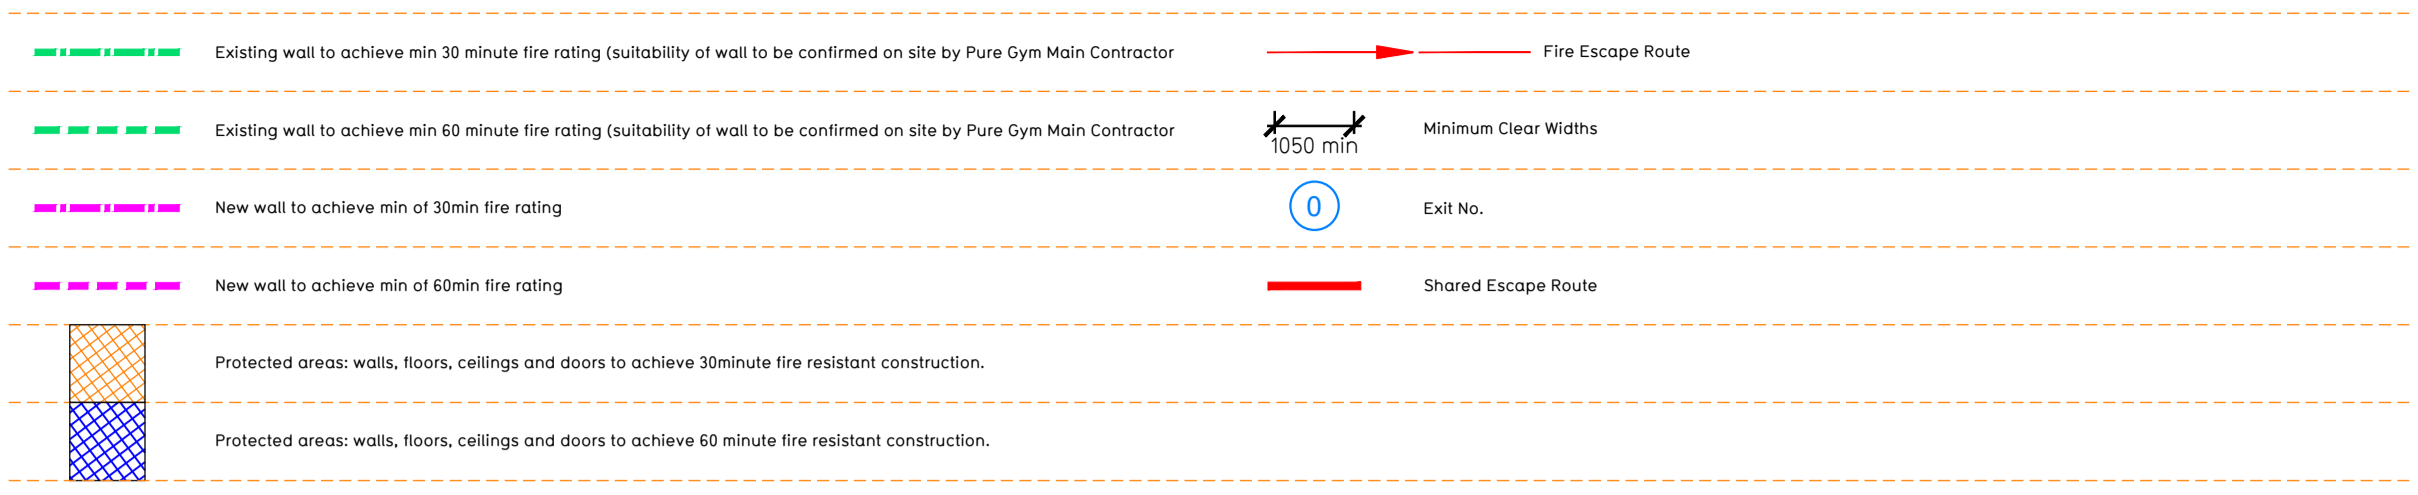 Existing wall to achieve min 30 minute fire rating (suitability of wall to be confirmed on site by Pure Gym Main Contractor
Fire Escape Route
Existing wall to achieve min 60 minute fire rating (suitability of wall to be confirmed on site by Pure Gym Main Contractor
1050 min
Minimum Clear Widths
New wall to achieve min of 30min fire rating
0
Exit No.
New wall to achieve min of 60min fire rating
Shared Escape Route
Protected areas: walls, floors, ceilings and doors to achieve 30minute fire resistant construction.
Protected areas: walls, floors, ceilings and doors to achieve 60 minute fire resistant construction.